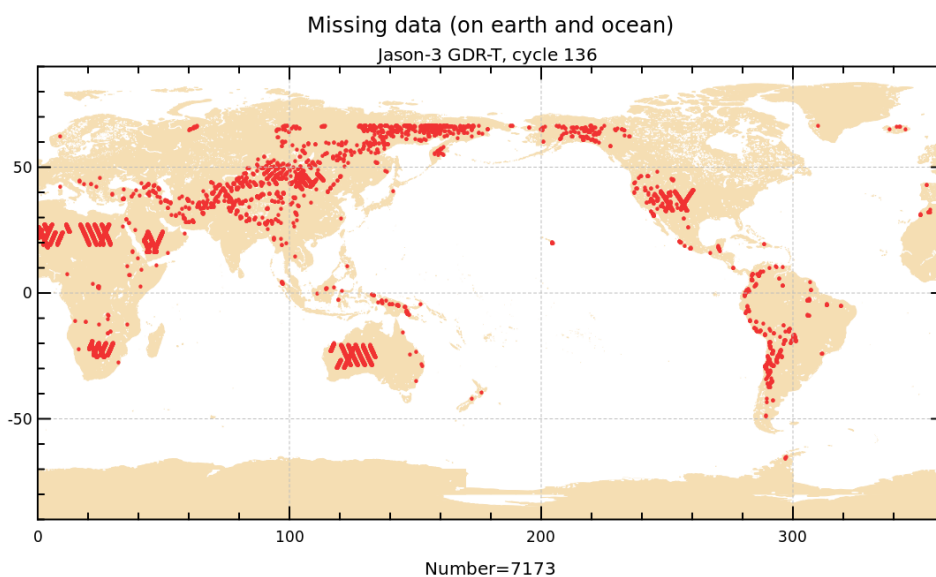 Missing data (on earth and ocean)
Jason-3 GDR-T, cycle 136
50
0
-50
0 100 200 300
Number=7173